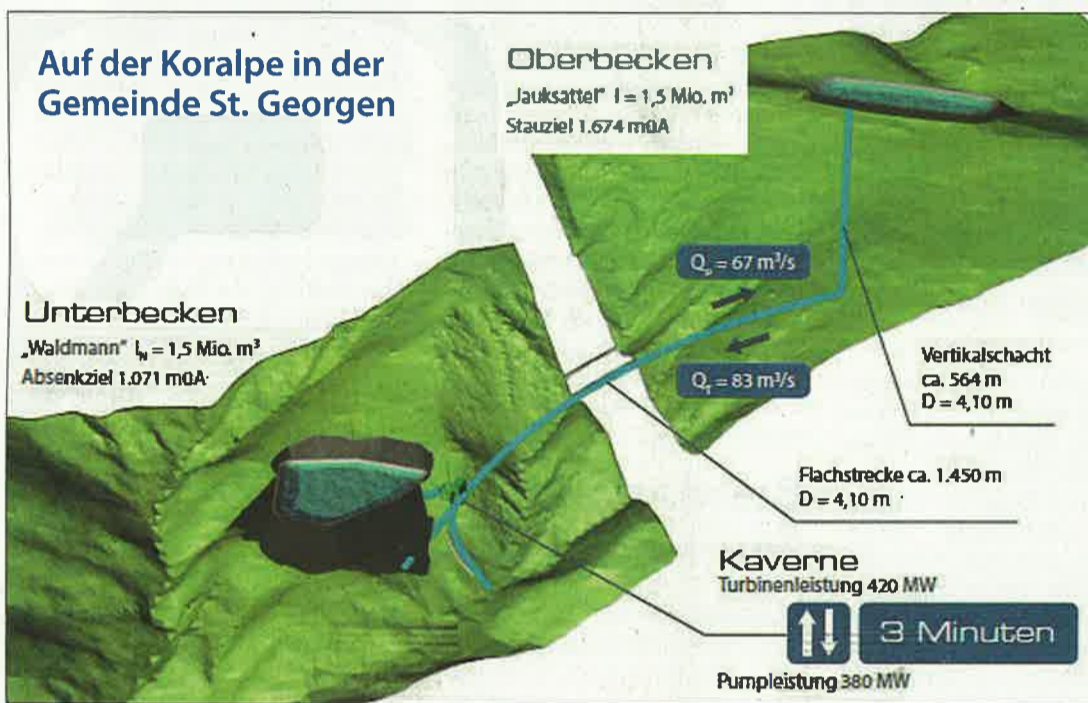 Auf der Koralpe in der
Gemeinde St. Georgen
Oberbecken
„Jauksattel" I = 1,5 Mio. m³
Stauziel 1.674 müA
Qₚ = 67 m³/s
Unterbecken
„Waldmann" I_N = 1,5 Mio. m³
Absenkziel 1.071 müA
Q_T = 83 m³/s
Vertikalschacht
ca. 564 m
D = 4,10 m
Flachstrecke ca. 1.450 m
D = 4,10 m
Kaverne
Turbinenleistung 420 MW
3 Minuten
Pumpleistung 380 MW